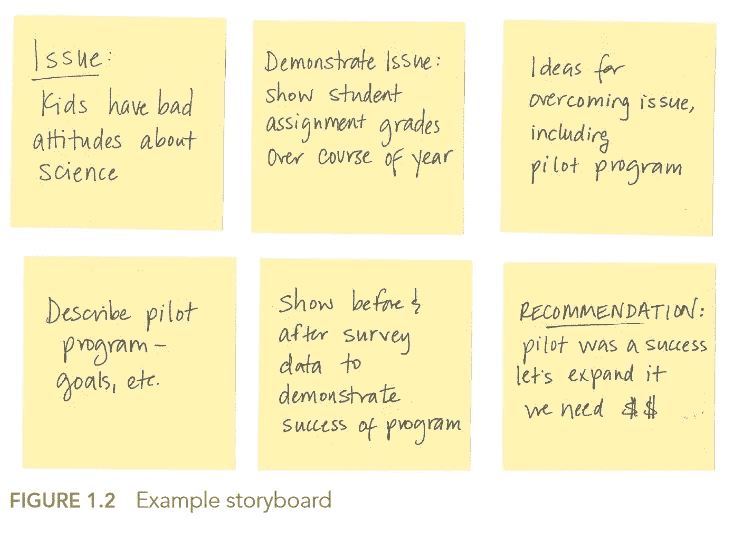 Issue:
Kids have bad
attitudes about
science
Demonstrate Issue:
show student
assignment grades
over course of year
Ideas for
overcoming issue,
including
pilot program
Describe pilot
program –
goals, etc.
Show before &
after survey
data to
demonstrate
success of program
RECOMMENDATION:
pilot was a success
let's expand it
we need $$
FIGURE 1.2 Example storyboard